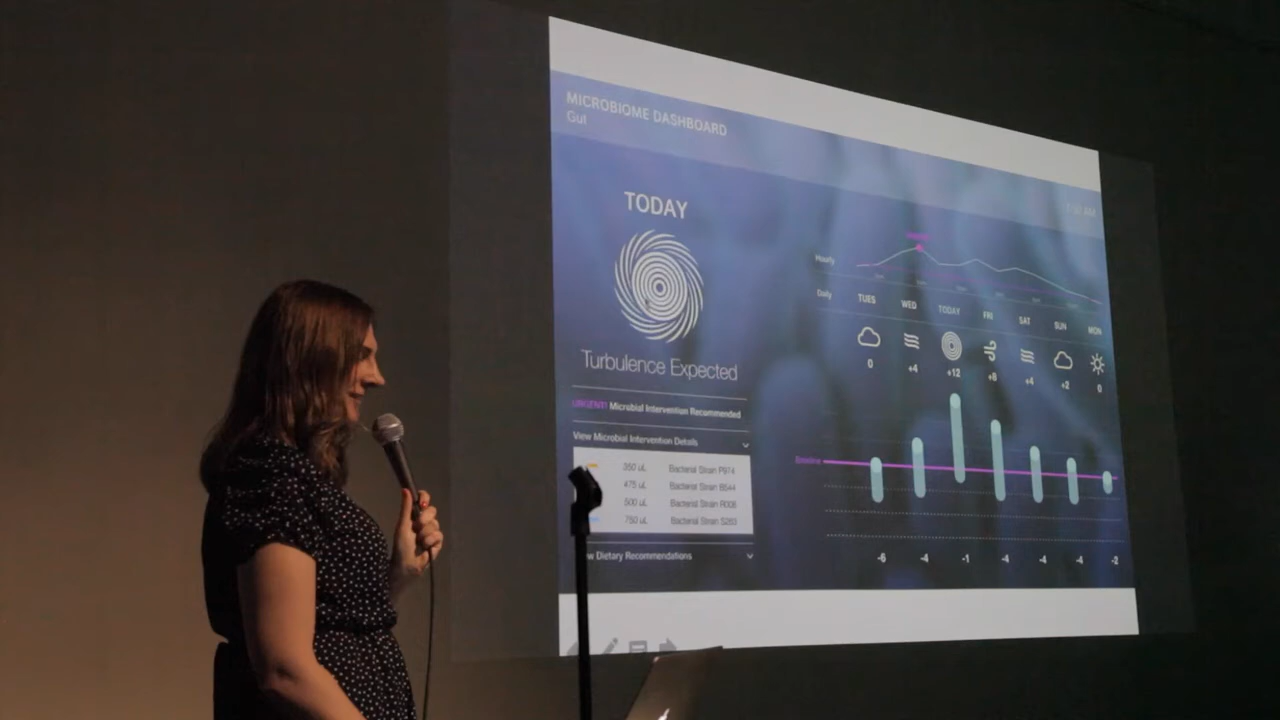 MICROBIOME DASHBOARD
Gut
TODAY
Turbulence Expected
URGENT! Microbial Intervention Recommended
View Microbial Intervention Details
350 uL Bacterial Strain P974
475 uL Bacterial Strain B544
500 uL Bacterial Strain R006
750 uL Bacterial Strain S263
Dietary Recommendations
Hourly
Daily
TUES WED TODAY FRI SAT SUN MON
0 +4 +12 +8 +4 +2 0
Baseline
-6 -4 -1 -4 -4 -4 -2